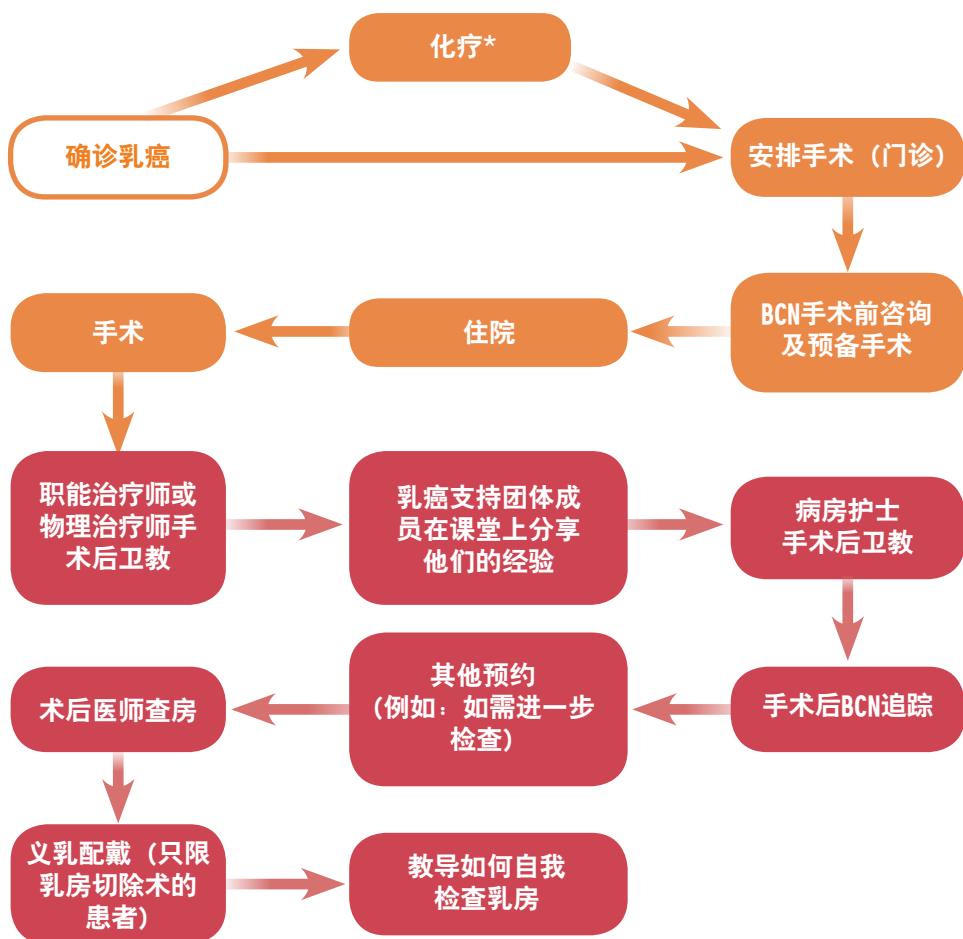 化疗*
确诊乳癌
安排手术（门诊）
BCN手术前咨询
及预备手术
住院
手术
职能治疗师或
物理治疗师手
术后卫教
乳癌支持团体成
员在课堂上分享
他们的经验
病房护士
手术后卫教
手术后BCN追踪
其他预约
（例如：如需进一步
检查）
术后医师查房
义乳配戴（只限
乳房切除术的
患者）
教导如何自我
检查乳房